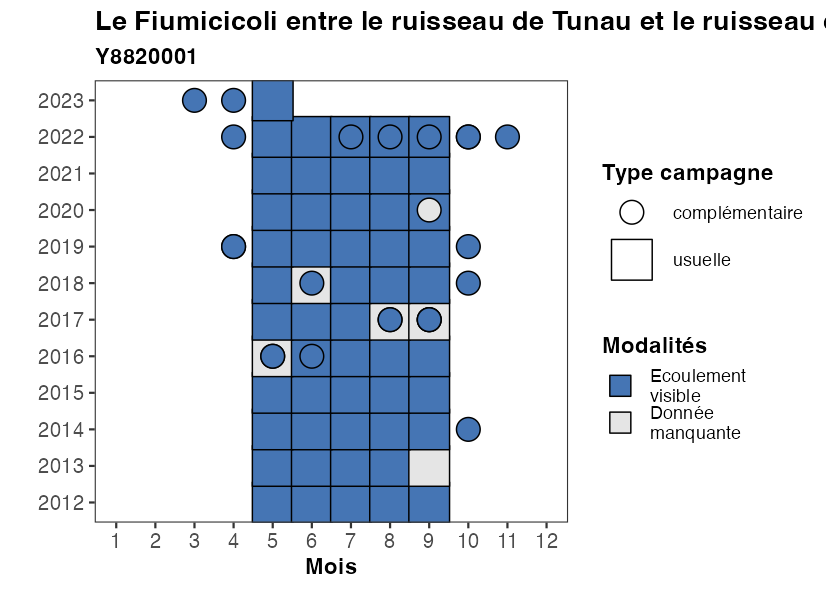 Le Fiumicicoli entre le ruisseau de Tunau et le ruisseau
Y8820001
2023
2022
2021
2020
2019
2018
2017
2016
2015
2014
2013
2012
1 2 3 4 5 6 7 8 9 10 11 12
Mois
Type campagne
complémentaire
usuelle
Modalités
Ecoulement
visible
Donnée
manquante